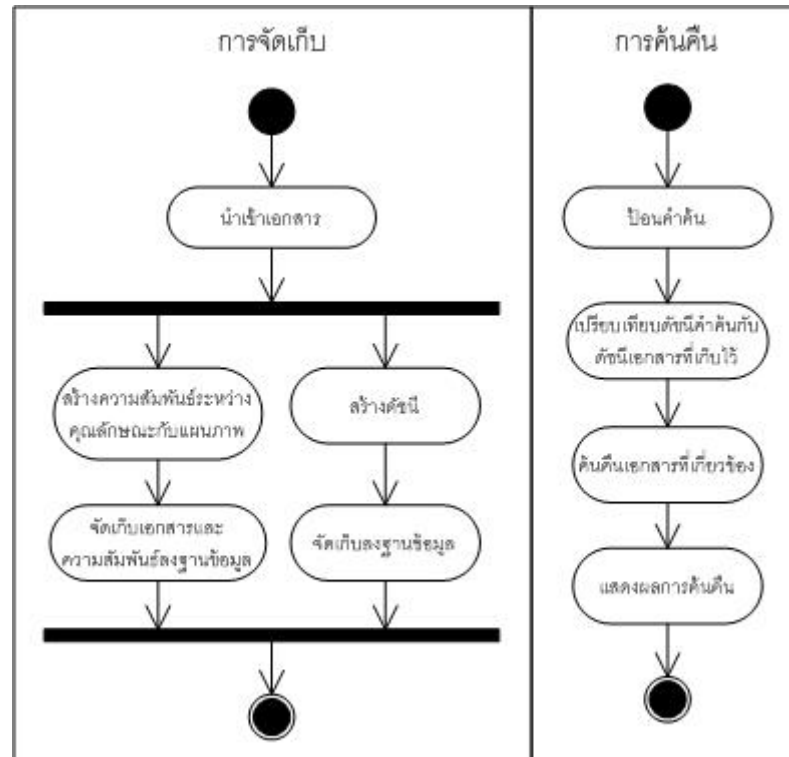 การจัดเก็บ
นำเข้าเอกสาร
สร้างความสัมพันธ์ระหว่าง
คุณลักษณะกับแผนภาพ
สร้างดัชนี
จัดเก็บเอกสารและ
ความสัมพันธ์ลงฐานข้อมูล
จัดเก็บลงฐานข้อมูล
การค้นคืน
ป้อนคำค้น
เปรียบเทียบดัชนีคำค้นกับ
ดัชนีเอกสารที่เก็บไว้
ค้นคืนเอกสารที่เกี่ยวข้อง
แสดงผลการค้นคืน